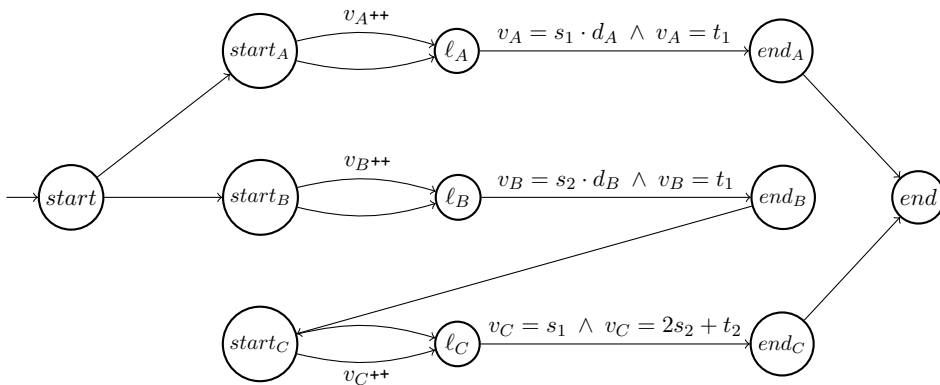 v_A++
start_A
ℓ_A
v_A = s_1 · d_A ∧ v_A = t_1
end_A
start
v_B++
start_B
ℓ_B
v_B = s_2 · d_B ∧ v_B = t_1
end_B
end
start_C
v_C++
ℓ_C
v_C = s_1 ∧ v_C = 2s_2 + t_2
end_C